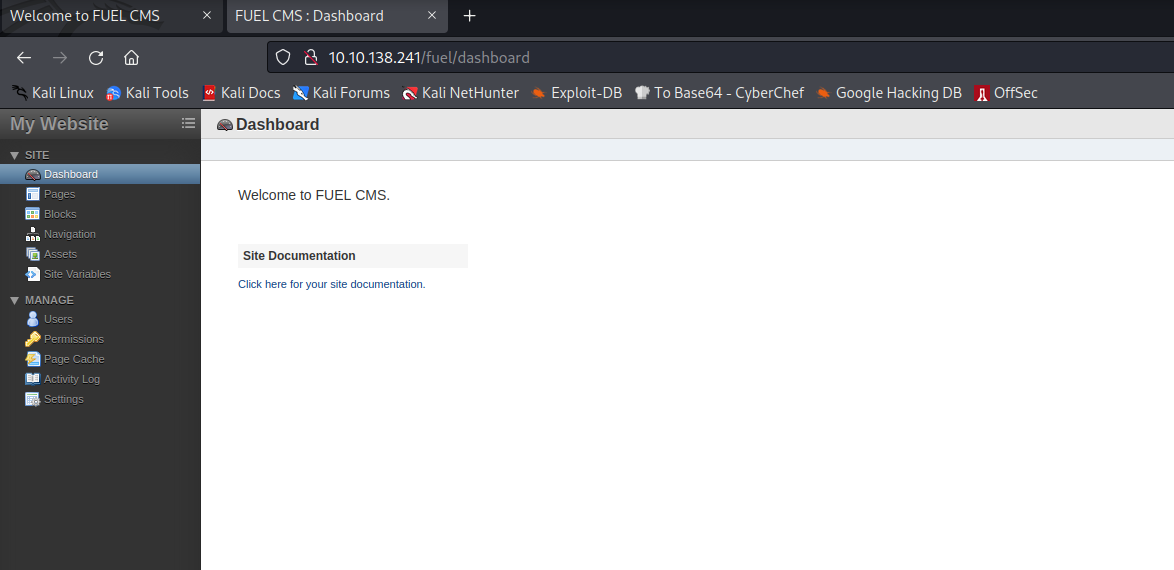 Welcome to FUEL CMS
FUEL CMS : Dashboard
10.10.138.241/fuel/dashboard
Kali Linux Kali Tools Kali Docs Kali Forums Kali NetHunter Exploit-DB To Base64 - CyberChef Google Hacking DB OffSec
My Website
SITE
Dashboard
Pages
Blocks
Navigation
Assets
Site Variables
MANAGE
Users
Permissions
Page Cache
Activity Log
Settings
Dashboard
Welcome to FUEL CMS.
Site Documentation
Click here for your site documentation.